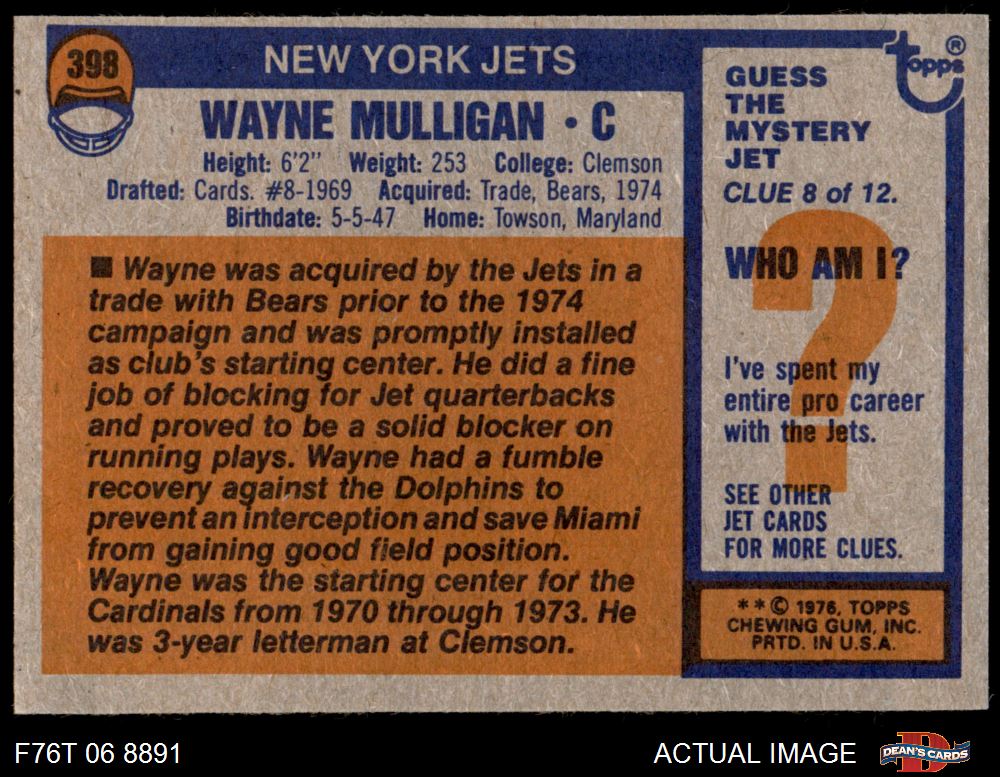 398
NEW YORK JETS
WAYNE MULLIGAN • C
Height: 6'2" Weight: 253 College: Clemson
Drafted: Cards. #8-1969 Acquired: Trade, Bears, 1974
Birthdate: 5-5-47 Home: Towson, Maryland
■ Wayne was acquired by the Jets in a
trade with Bears prior to the 1974
campaign and was promptly installed
as club's starting center. He did a fine
job of blocking for Jet quarterbacks
and proved to be a solid blocker on
running plays. Wayne had a fumble
recovery against the Dolphins to
prevent an interception and save Miami
from gaining good field position.
Wayne was the starting center for the
Cardinals from 1970 through 1973. He
was 3-year letterman at Clemson.
topps ®
GUESS
THE
MYSTERY
JET
CLUE 8 of 12.
?
WHO AM I?
I've spent my
entire pro career
with the Jets.
SEE OTHER
JET CARDS
FOR MORE CLUES.
**© 1976, TOPPS
CHEWING GUM, INC.
PRTD. IN U.S.A.
F76T 06 8891
ACTUAL IMAGE
D
DEAN'S CARDS